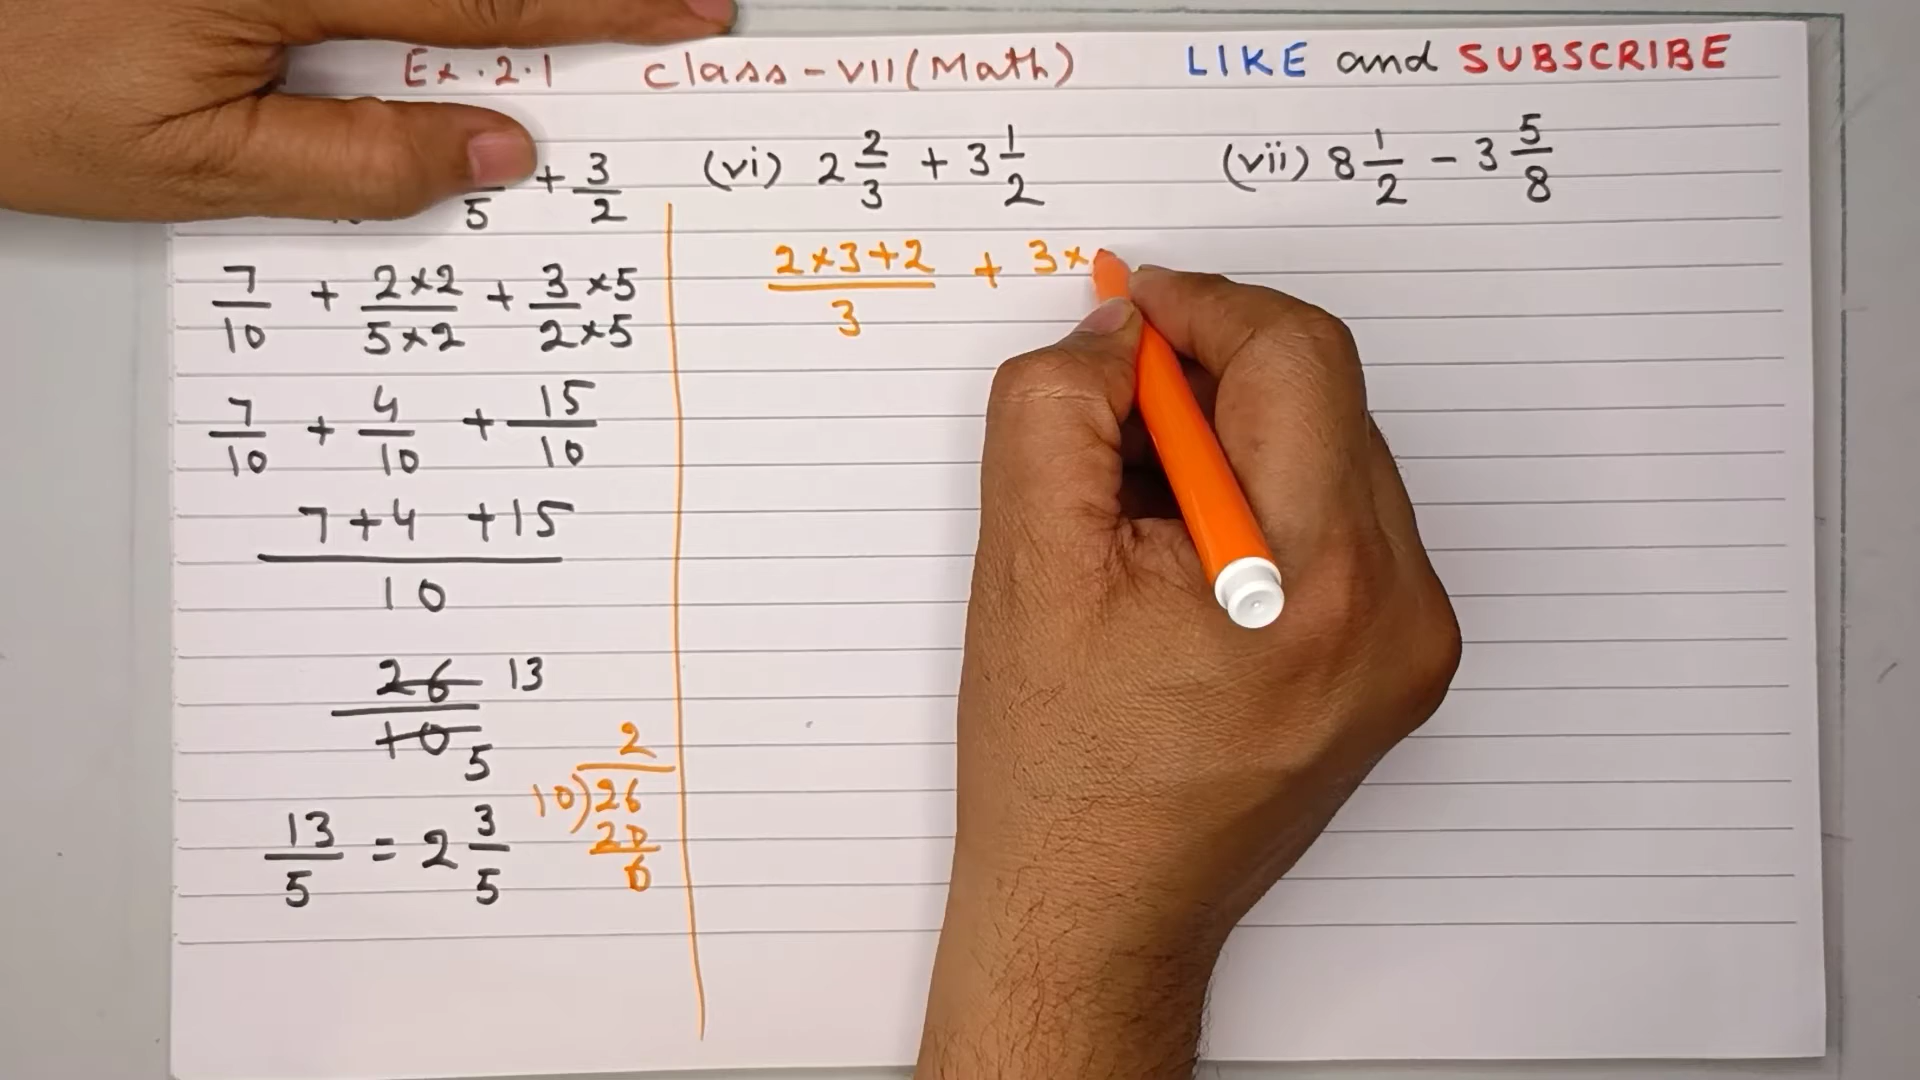 Ex.2.1 Class-VII(Math) LIKE and SUBSCRIBE
5 + 3/2
7/10 + 2×2/5×2 + 3×5/2×5
7/10 + 4/10 + 15/10
7+4+15/10
26/10 13 5
13/5 = 2 3/5
2
10)26
20
6
(vi) 2 2/3 + 3 1/2
2×3+2/3 + 3×
(vii) 8 1/2 - 3 5/8